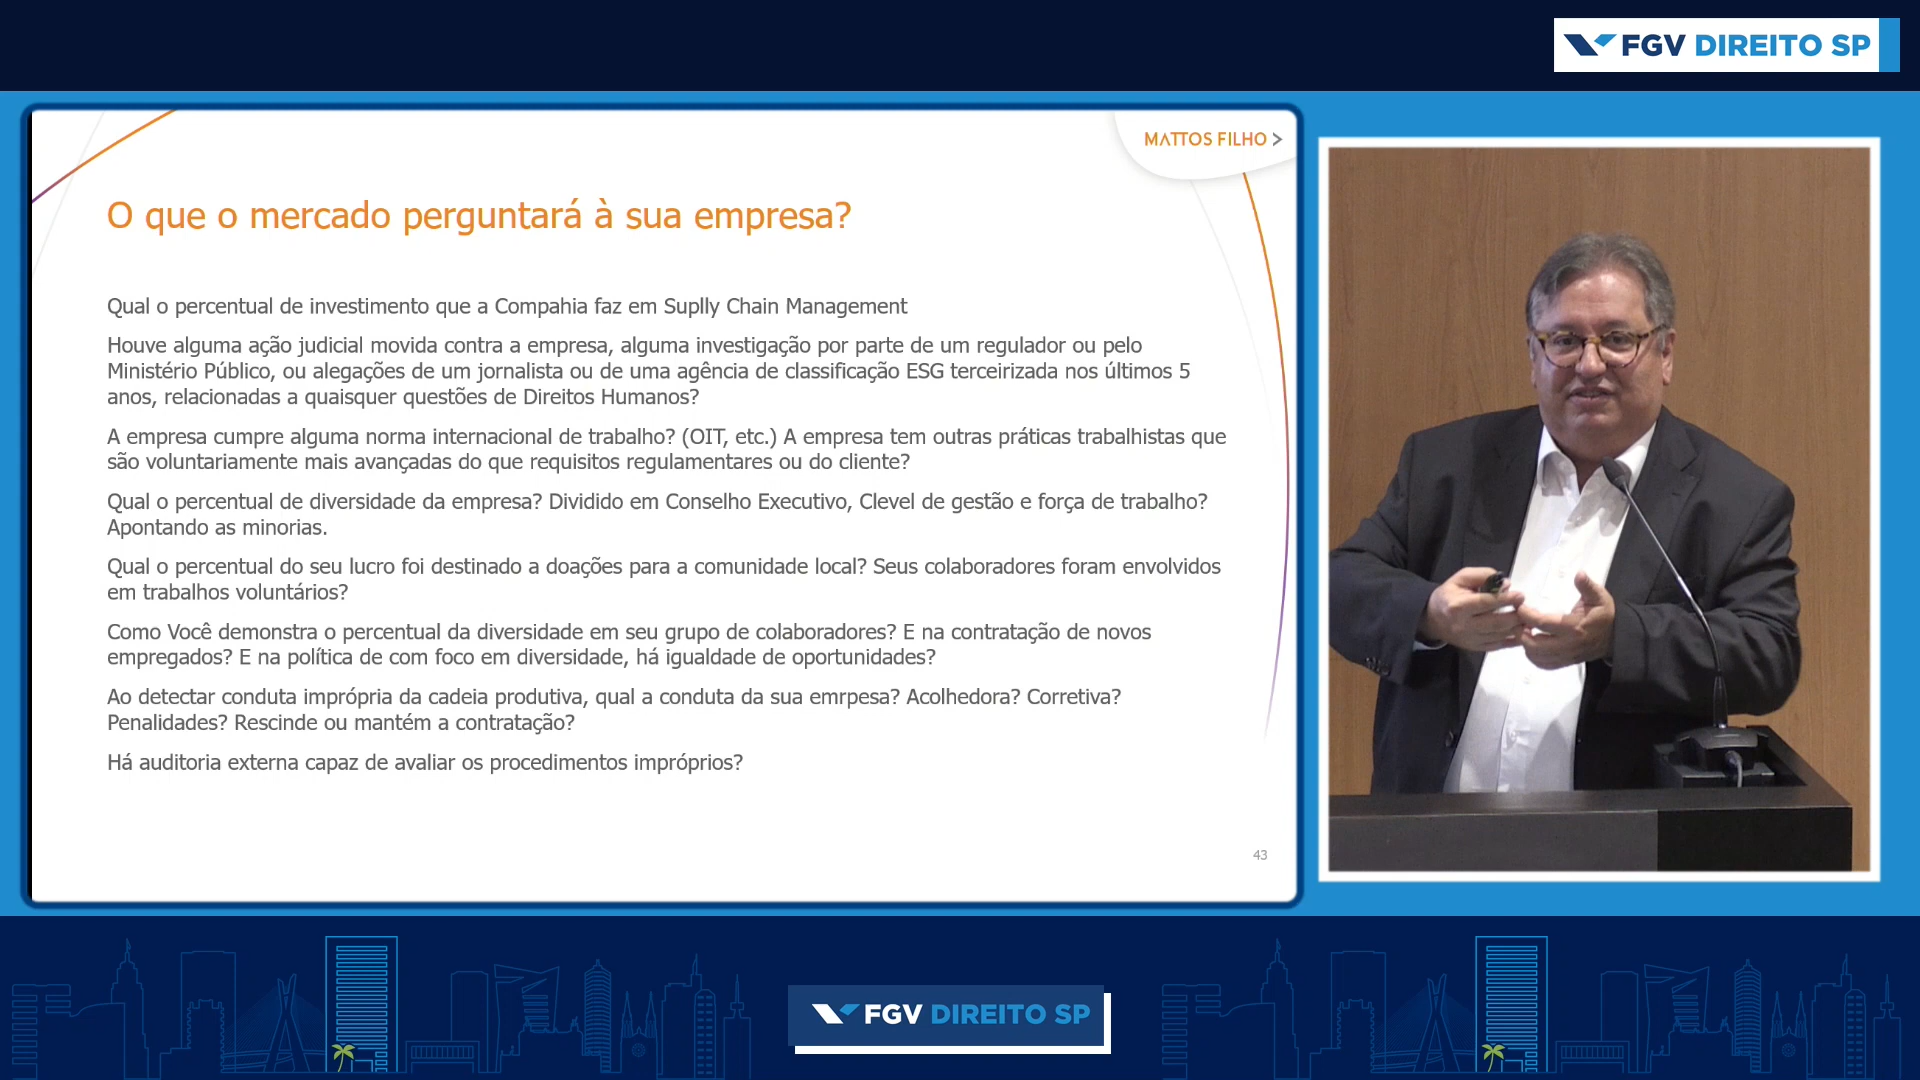 FGV DIREITO SP
MATTOS FILHO >
O que o mercado perguntará à sua empresa?
Qual o percentual de investimento que a Compahia faz em Suplly Chain Management
Houve alguma ação judicial movida contra a empresa, alguma investigação por parte de um regulador ou pelo
Ministério Público, ou alegações de um jornalista ou de uma agência de classificação ESG terceirizada nos últimos 5
anos, relacionadas a quaisquer questões de Direitos Humanos?
A empresa cumpre alguma norma internacional de trabalho? (OIT, etc.) A empresa tem outras práticas trabalhistas que
são voluntariamente mais avançadas do que requisitos regulamentares ou do cliente?
Qual o percentual de diversidade da empresa? Dividido em Conselho Executivo, Clevel de gestão e força de trabalho?
Apontando as minorias.
Qual o percentual do seu lucro foi destinado a doações para a comunidade local? Seus colaboradores foram envolvidos
em trabalhos voluntários?
Como Você demonstra o percentual da diversidade em seu grupo de colaboradores? E na contratação de novos
empregados? E na política de com foco em diversidade, há igualdade de oportunidades?
Ao detectar conduta imprópria da cadeia produtiva, qual a conduta da sua emrpesa? Acolhedora? Corretiva?
Penalidades? Rescinde ou mantém a contratação?
Há auditoria externa capaz de avaliar os procedimentos impróprios?
43
FGV DIREITO SP